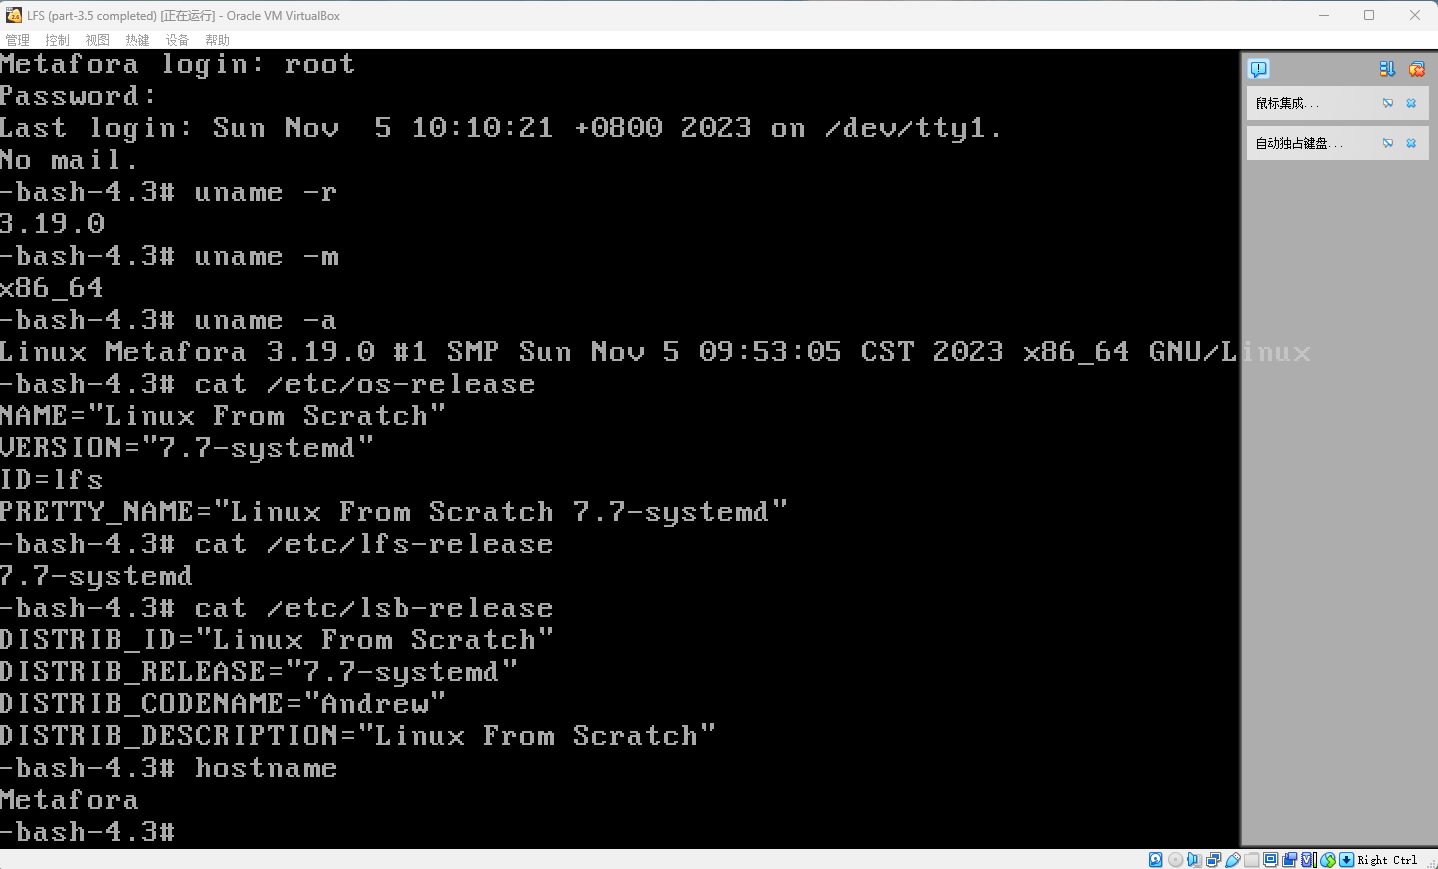 LFS (part-3.5 completed) [正在运行] - Oracle VM VirtualBox
管理 控制 视图 热键 设备 帮助
Metafora login: root
Password:
Last login: Sun Nov  5 10:10:21 +0800 2023 on /dev/tty1.
No mail.
-bash-4.3# uname -r
3.19.0
-bash-4.3# uname -m
x86_64
-bash-4.3# uname -a
Linux Metafora 3.19.0 #1 SMP Sun Nov 5 09:53:05 CST 2023 x86_64 GNU/Linux
-bash-4.3# cat /etc/os-release
NAME="Linux From Scratch"
VERSION="7.7-systemd"
ID=lfs
PRETTY_NAME="Linux From Scratch 7.7-systemd"
-bash-4.3# cat /etc/lfs-release
7.7-systemd
-bash-4.3# cat /etc/lsb-release
DISTRIB_ID="Linux From Scratch"
DISTRIB_RELEASE="7.7-systemd"
DISTRIB_CODENAME="Andrew"
DISTRIB_DESCRIPTION="Linux From Scratch"
-bash-4.3# hostname
Metafora
-bash-4.3#
鼠标集成...
自动独占键盘...
Right Ctrl